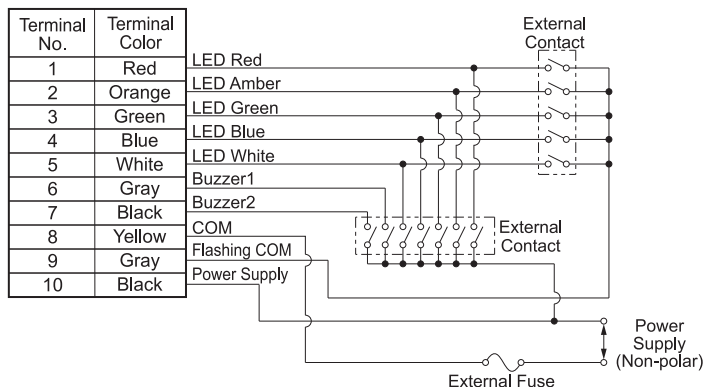 Terminal No. Terminal Color
1 Red
2 Orange
3 Green
4 Blue
5 White
6 Gray
7 Black
8 Yellow
9 Gray
10 Black
LED Red
LED Amber
LED Green
LED Blue
LED White
Buzzer1
Buzzer2
COM
Flashing COM
Power Supply
External
Contact
External
Contact
Power
Supply
(Non-polar)
External Fuse